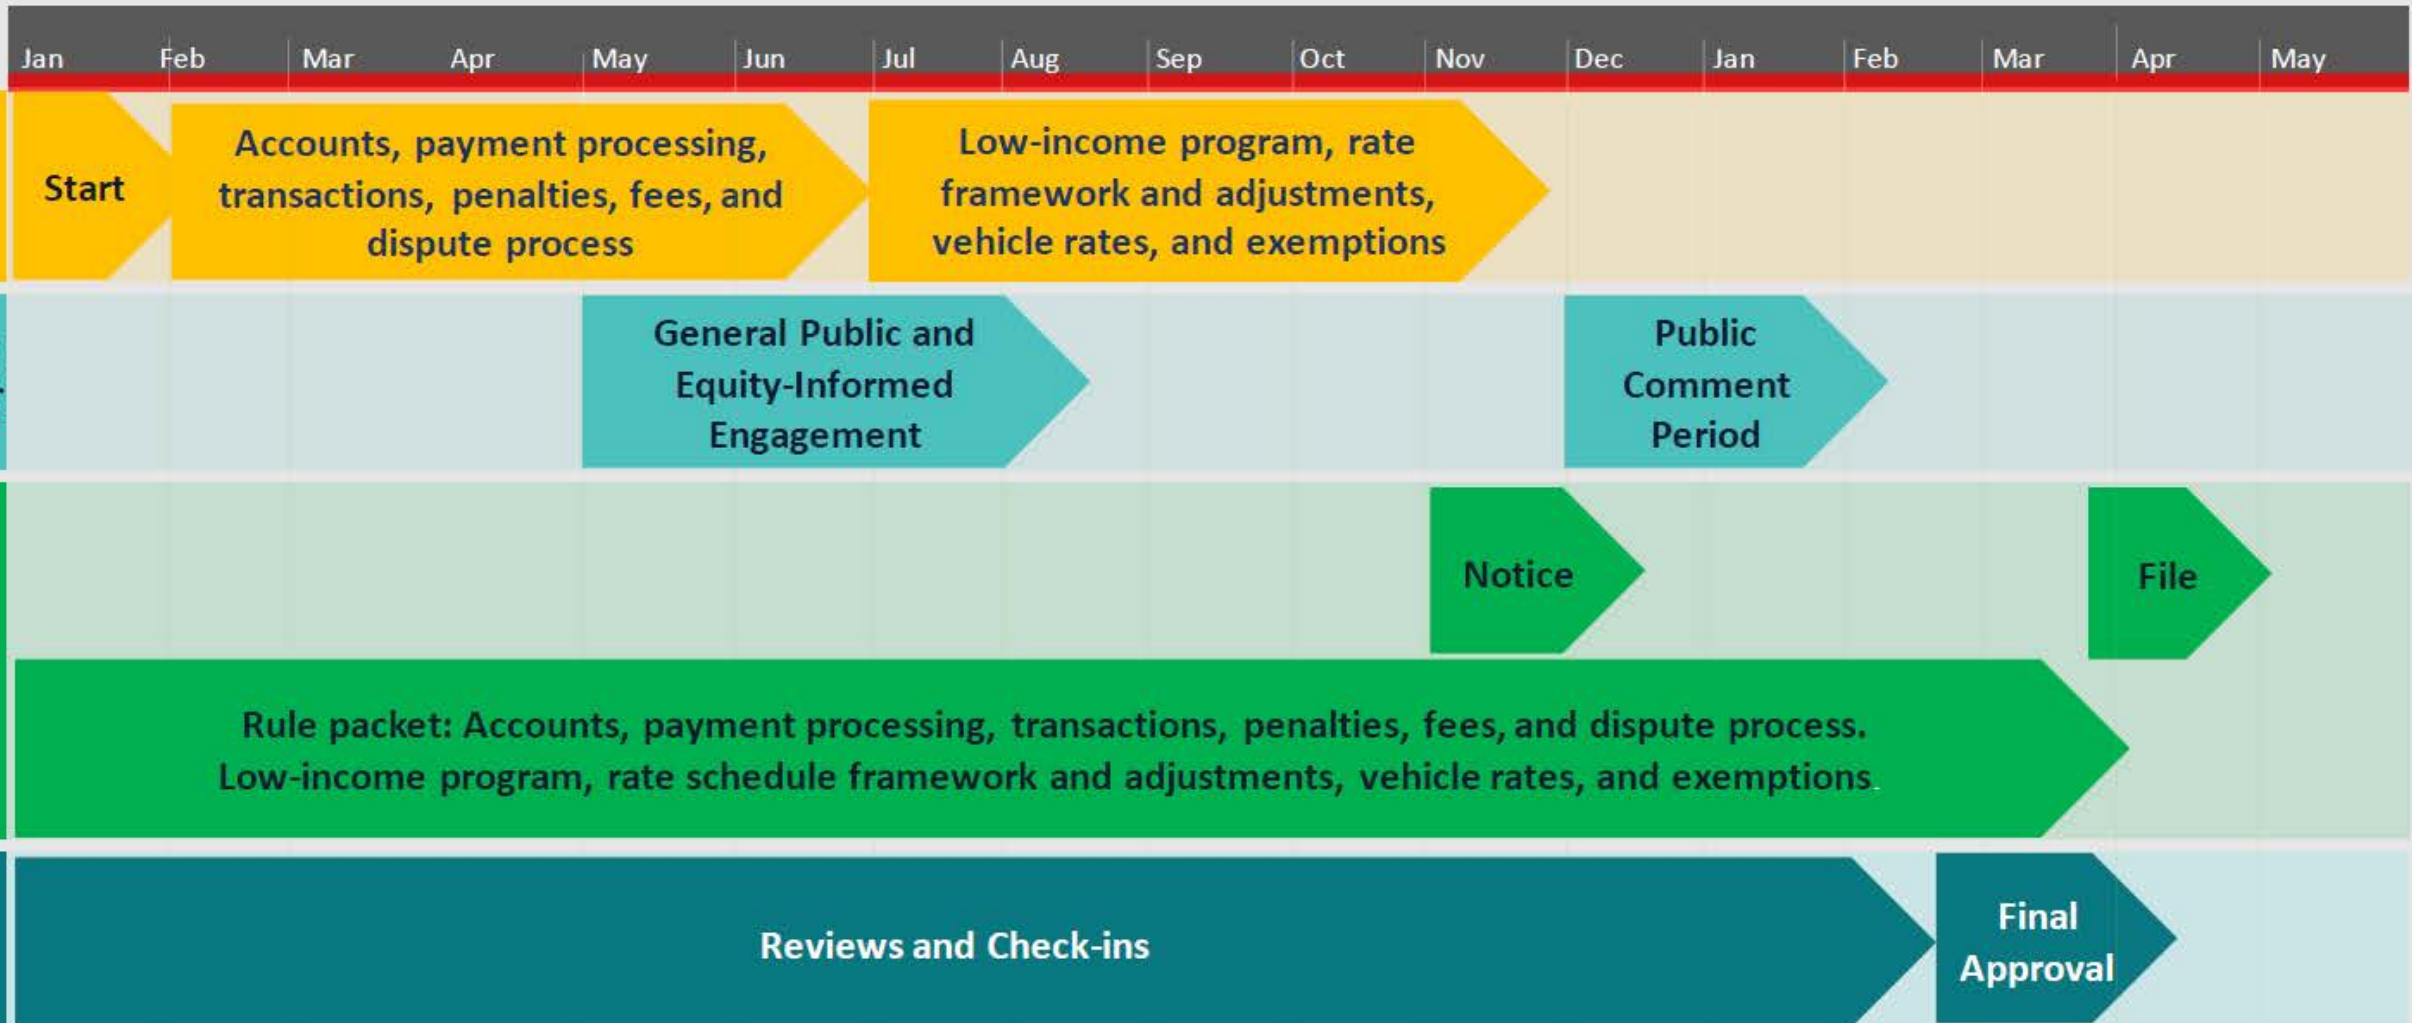 Jan Feb Mar Apr May Jun Jul Aug Sep Oct Nov Dec Jan Feb Mar Apr May
Start
Accounts, payment processing,
transactions, penalties, fees, and
dispute process
Low-income program, rate
framework and adjustments,
vehicle rates, and exemptions
General Public and
Equity-Informed
Engagement
Public
Comment
Period
Notice
File
Rule packet: Accounts, payment processing, transactions, penalties, fees, and dispute process.
Low-income program, rate schedule framework and adjustments, vehicle rates, and exemptions.
Reviews and Check-ins
Final
Approval